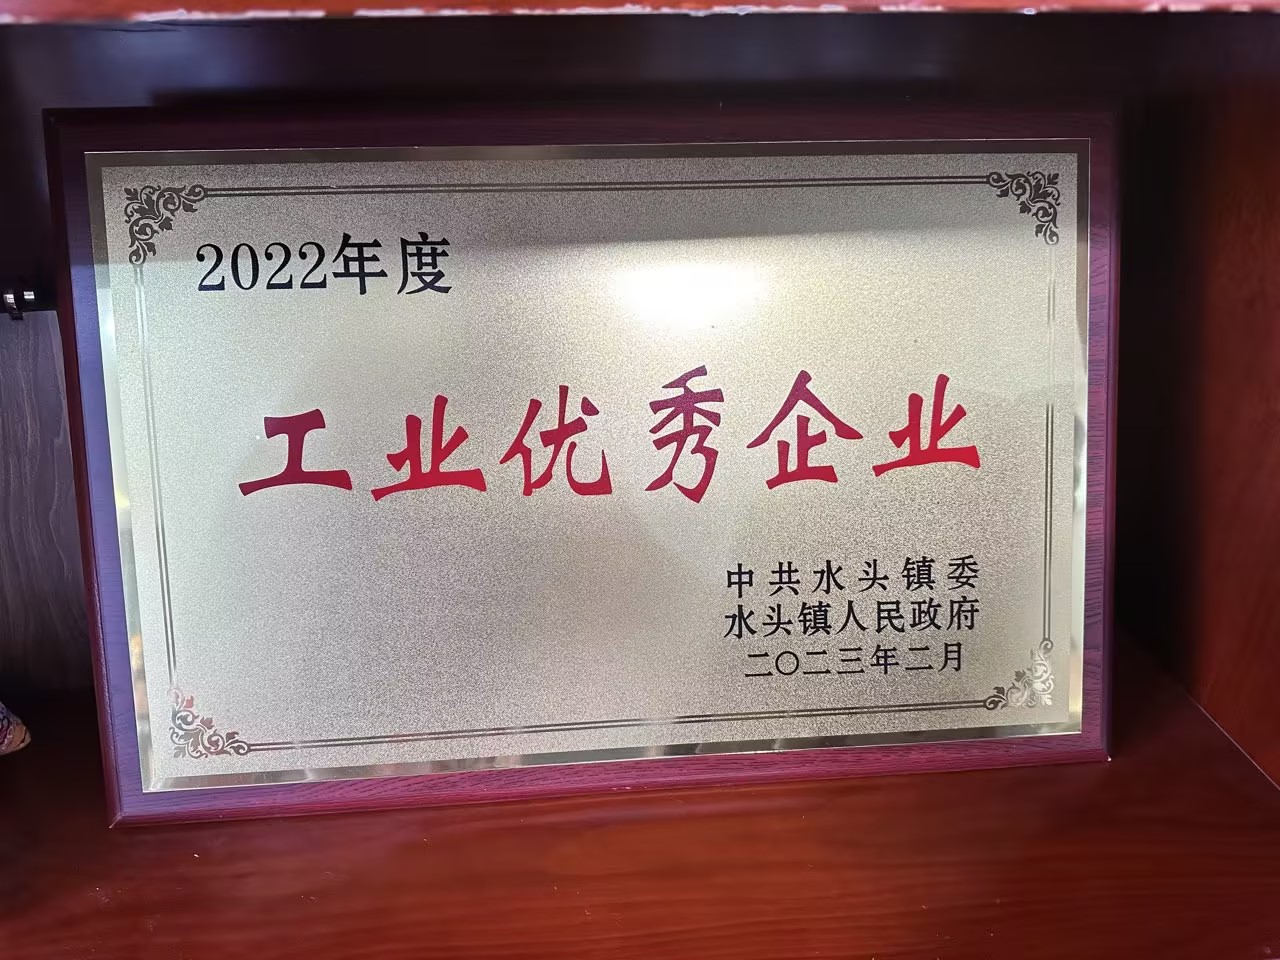 2022年度
工业优秀企业
中共水头镇委
水头镇人民政府
二〇二三年二月